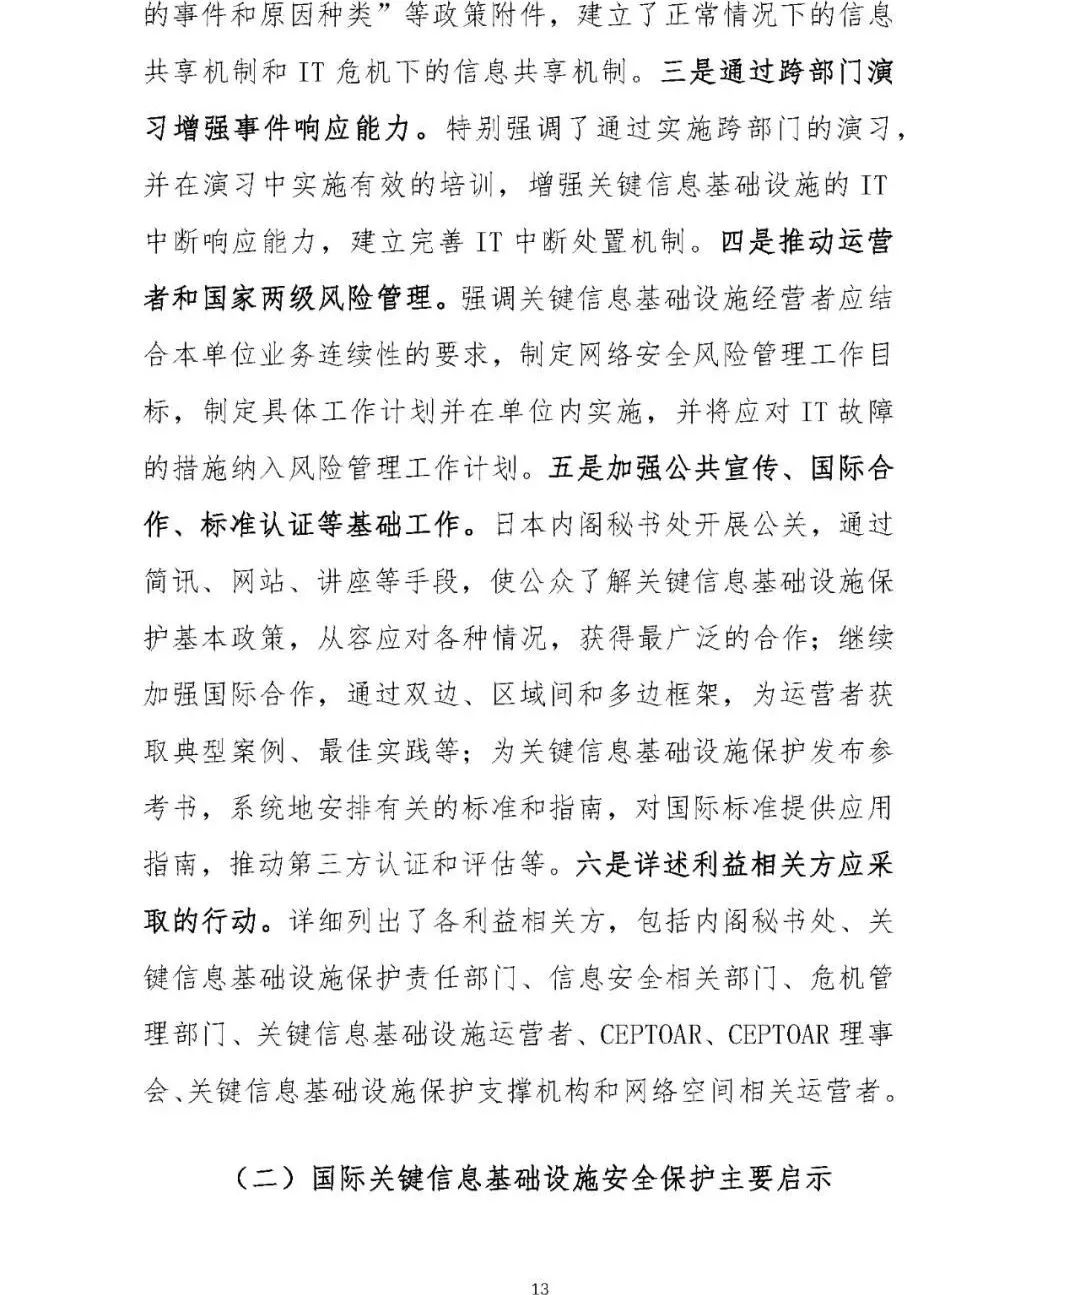 的事件和原因种类”等政策附件，建立了正常情况下的信息
共享机制和 IT 危机下的信息共享机制。三是通过跨部门演
习增强事件响应能力。特别强调了通过实施跨部门的演习，
并在演习中实施有效的培训，增强关键信息基础设施的 IT
中断响应能力，建立完善 IT 中断处置机制。四是推动运营
者和国家两级风险管理。强调关键信息基础设施经营者应结
合本单位业务连续性的要求，制定网络安全风险管理工作目
标，制定具体工作计划并在单位内实施，并将应对 IT 故障
的措施纳入风险管理工作计划。五是加强公共宣传、国际合
作、标准认证等基础工作。日本内阁秘书处开展公关，通过
简讯、网站、讲座等手段，使公众了解关键信息基础设施保
护基本政策，从容应对各种情况，获得最广泛的合作；继续
加强国际合作，通过双边、区域间和多边框架，为运营者获
取典型案例、最佳实践等；为关键信息基础设施保护发布参
考书，系统地安排有关的标准和指南，对国际标准提供应用
指南，推动第三方认证和评估等。六是详述利益相关方应采
取的行动。详细列出了各利益相关方，包括内阁秘书处、关
键信息基础设施保护责任部门、信息安全相关部门、危机管
理部门、关键信息基础设施运营者、CEPTOAR、CEPTOAR 理事
会、关键信息基础设施保护支撑机构和网络空间相关运营者。
（二）国际关键信息基础设施安全保护主要启示
13